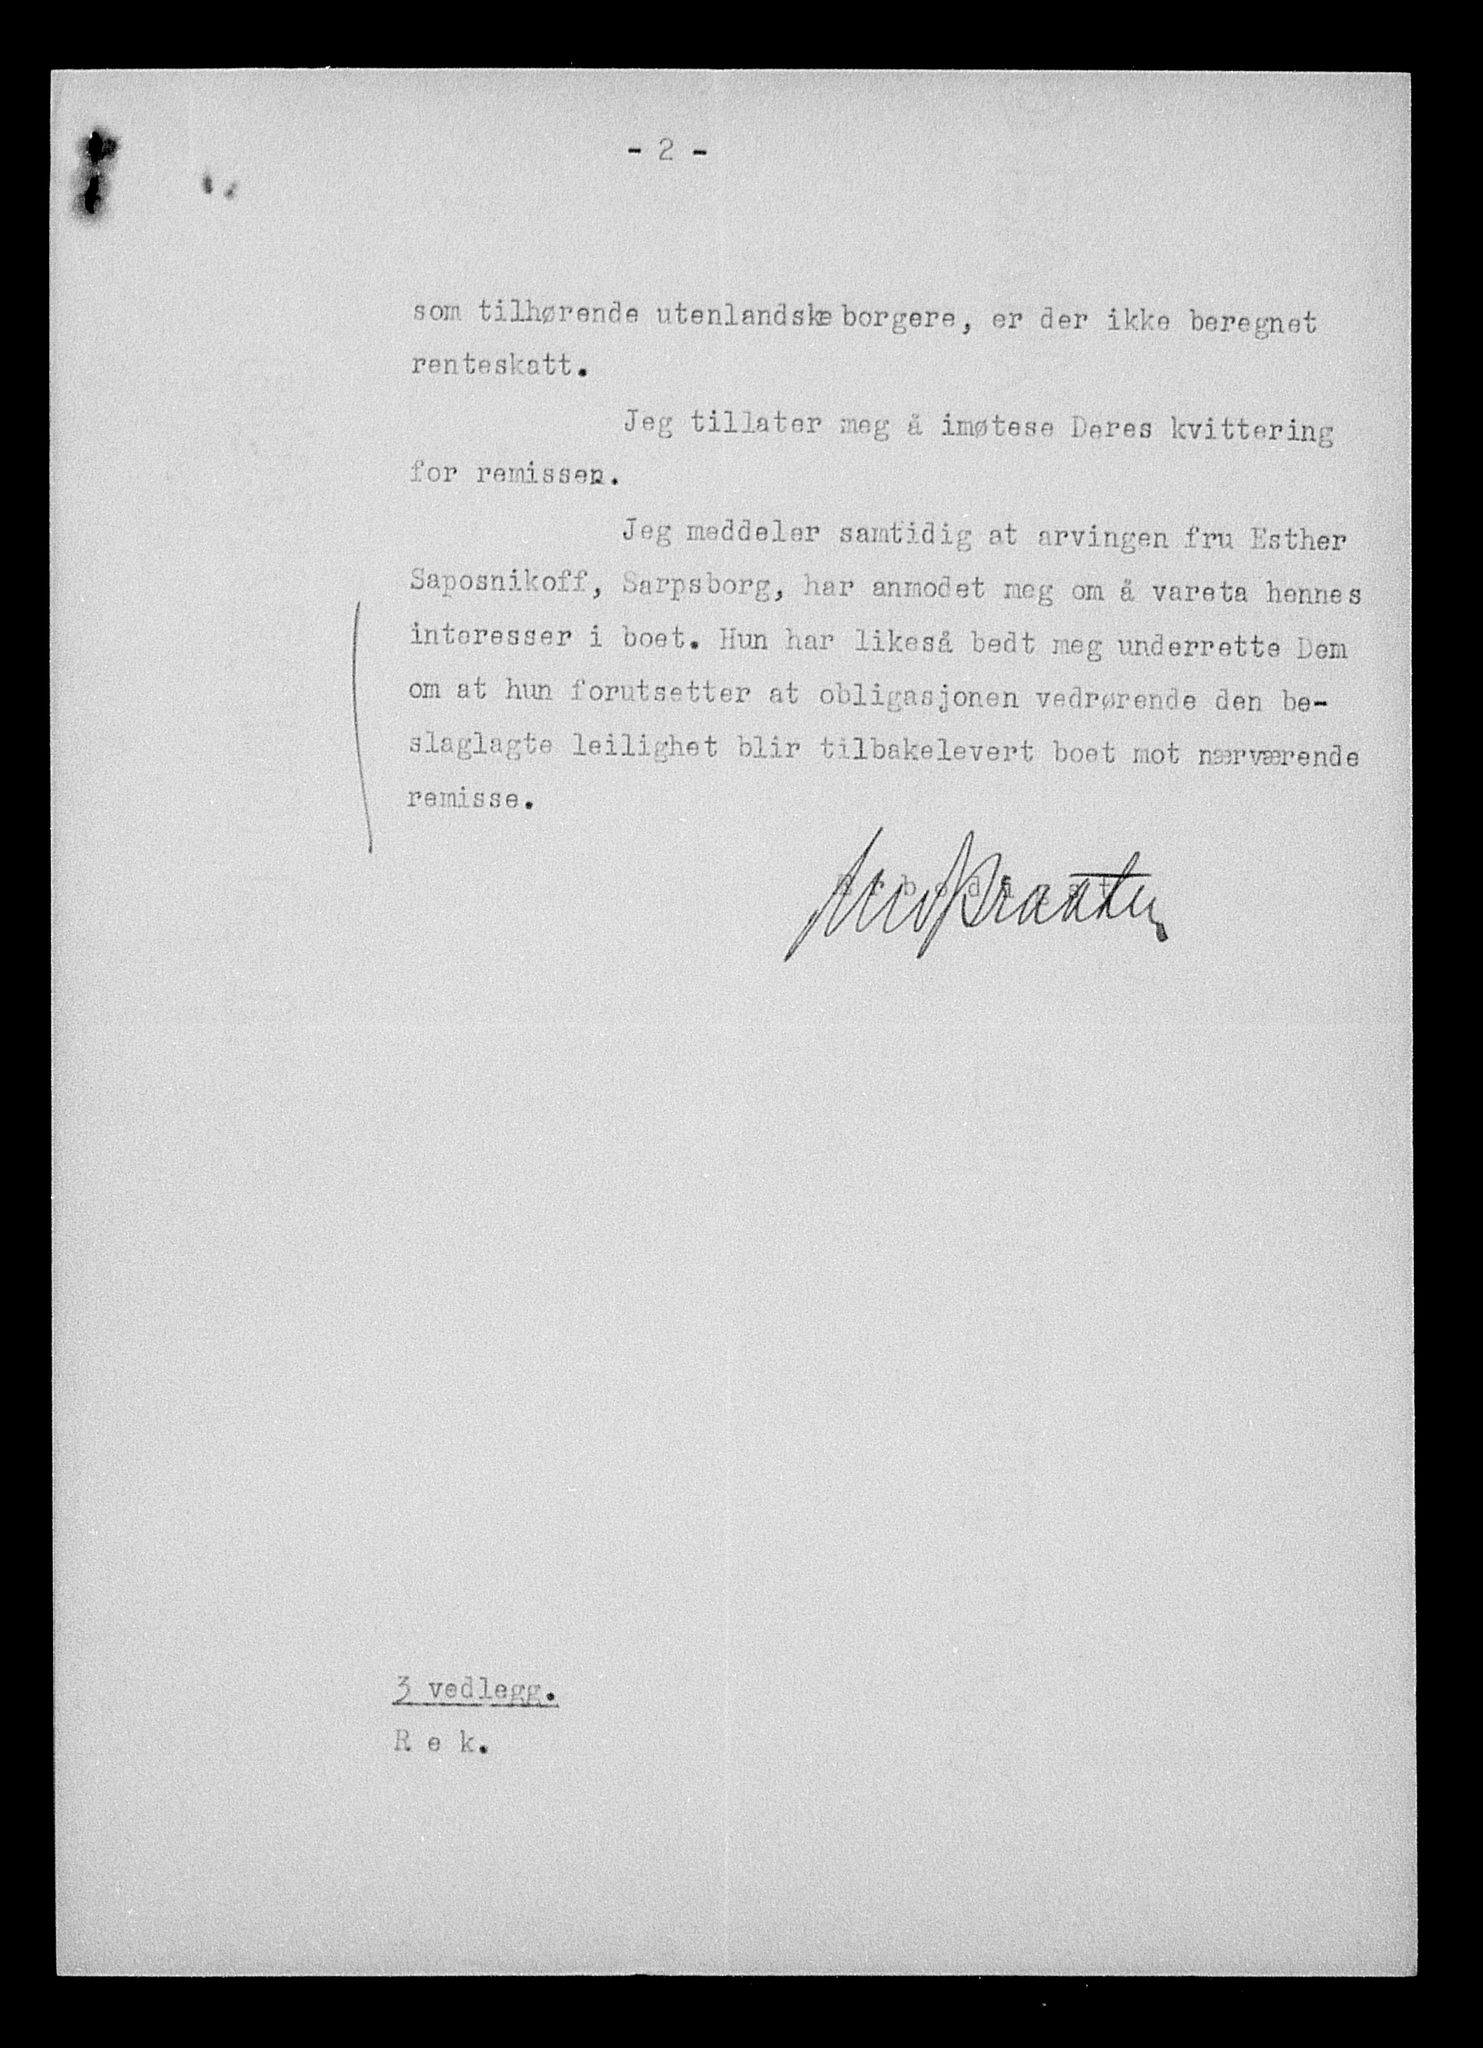 - 2 -
som tilhørende utenlandske borgere, er der ikke beregnet
renteskatt.
Jeg tillater meg å imøtese Deres kvittering
for remissen.
Jeg meddeler samtidig at arvingen fru Esther
Saposnikoff, Sarpsborg, har anmodet meg om å vareta hennes
interesser i boet. Hun har likeså bedt meg underrette Dem
om at hun forutsetter at obligasjonen vedrørende den be-
slaglagte leilighet blir tilbakelevert boet mot nærværende
remisse.
Ærbødigst
3 vedlegg.
R e k.